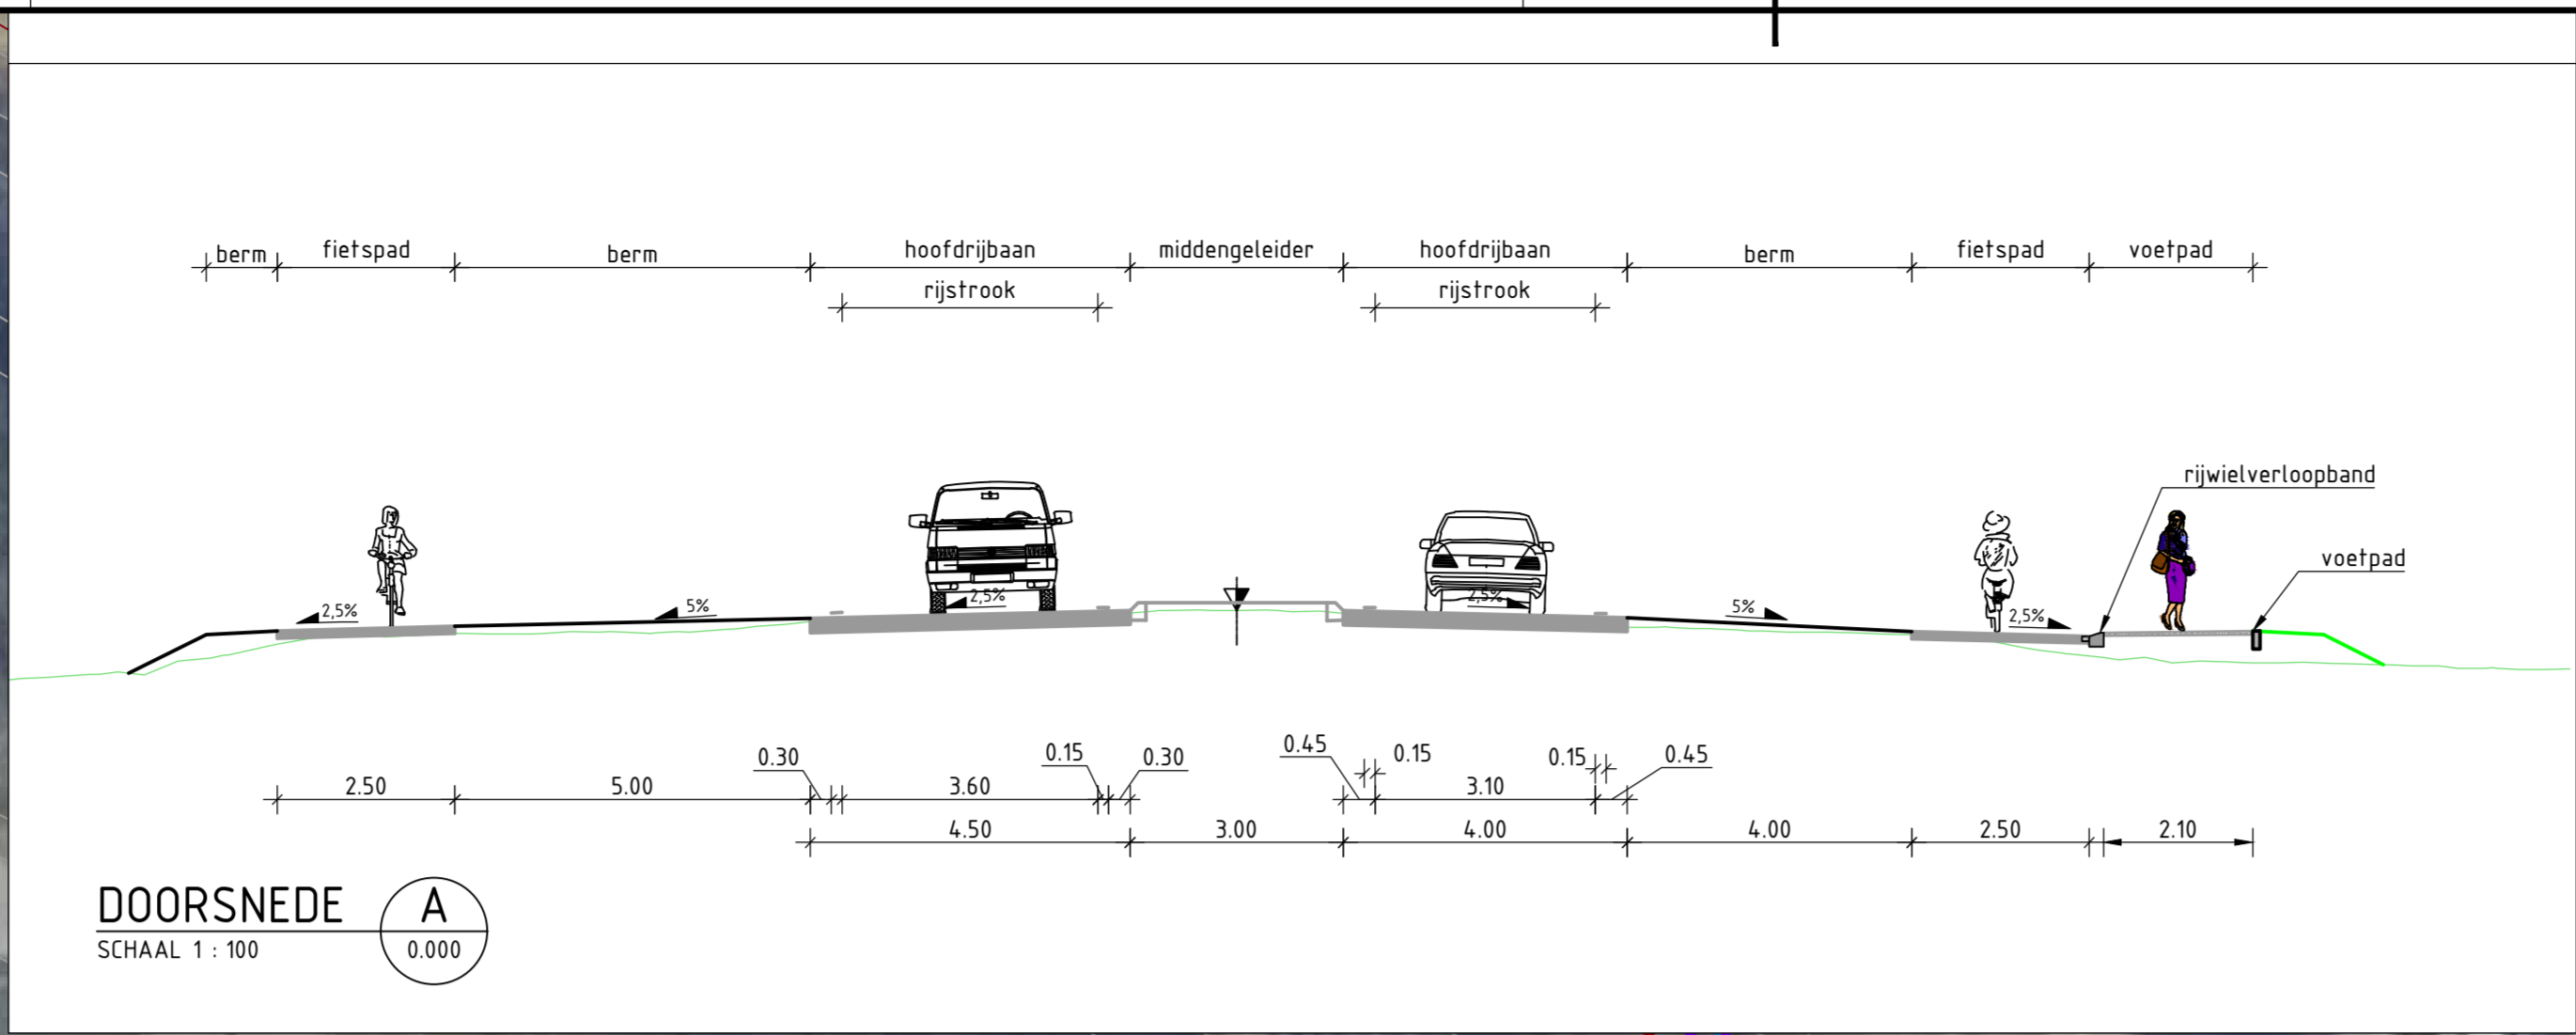 berm fietspad berm hoofdrijbaan middengeleider hoofdrijbaan berm fietspad voetpad
rijstrook rijstrook
rijwielverloopband
voetpad
2,5% 5% 2,5% 2,5% 5% 2,5%
0.30 0.15 0.30 0.45 0.15 0.15 0.45
2.50 5.00 3.60 3.10
4.50 3.00 4.00 4.00 2.50 2.10
DOORSNEDE A
SCHAAL 1 : 100 0.000